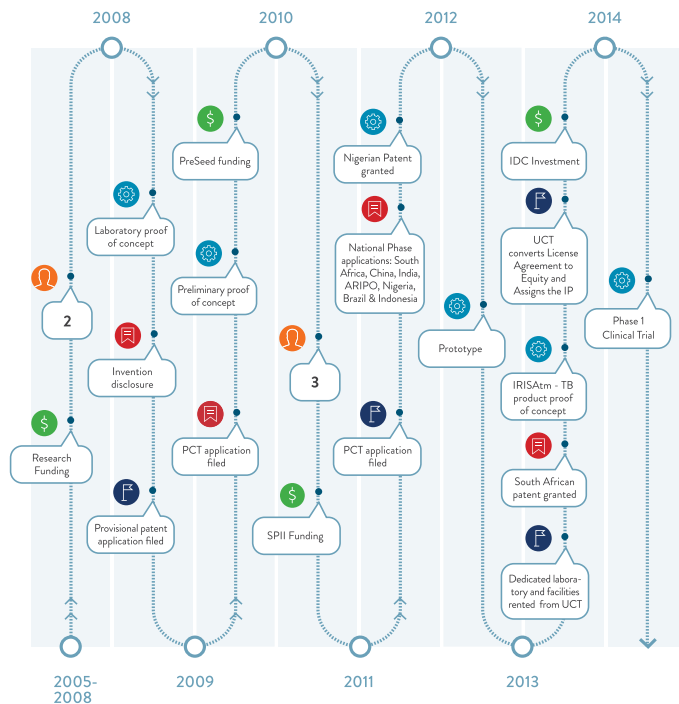 2008
2010
2012
2014
PreSeed funding
Nigerian Patent
granted
IDC Investment
Laboratory proof
of concept
National Phase
applications: South
Africa, China, India,
ARIPO, Nigeria,
Brazil & Indonesia
UCT
converts License
Agreement to
Equity and
Assigns the IP
Preliminary proof
of concept
2
Phase 1
Clinical Trial
Prototype
Invention
disclosure
3
IRISAtm - TB
product proof
of concept
Research
Funding
PCT application
filed
PCT application
filed
South African
patent granted
Provisional patent
application filed
SPII Funding
Dedicated labora-
tory and facilities
rented from UCT
2005-
2008
2009
2011
2013